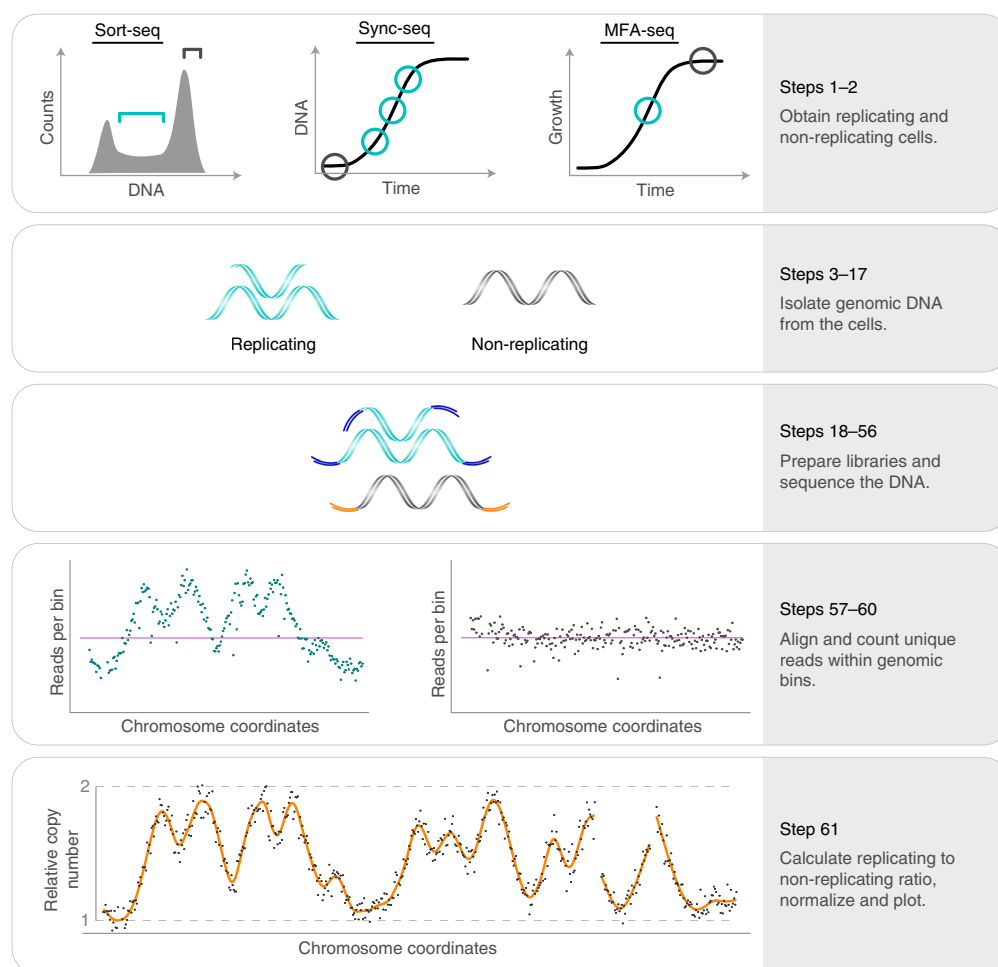 Sort-seq
Counts
DNA
Sync-seq
DNA
Time
MFA-seq
Growth
Time
Steps 1–2
Obtain replicating and
non-replicating cells.
Replicating
Non-replicating
Steps 3–17
Isolate genomic DNA
from the cells.
Steps 18–56
Prepare libraries and
sequence the DNA.
Reads per bin
Chromosome coordinates
Reads per bin
Chromosome coordinates
Steps 57–60
Align and count unique
reads within genomic
bins.
Relative copy
number
2
1
Chromosome coordinates
Step 61
Calculate replicating to
non-replicating ratio,
normalize and plot.